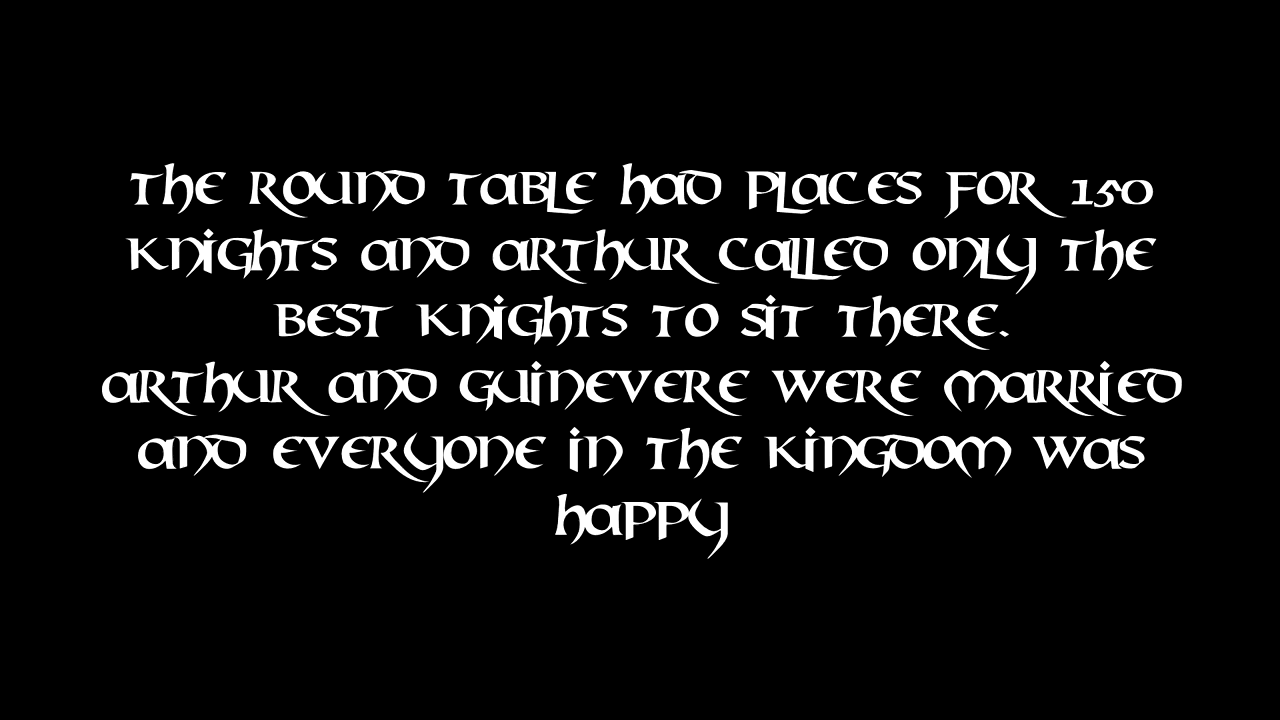 The Round Table had places for 150
knights and Arthur called only the
best knights to sit there.
Arthur and Guinevere were married
and everyone in the kingdom was
happy